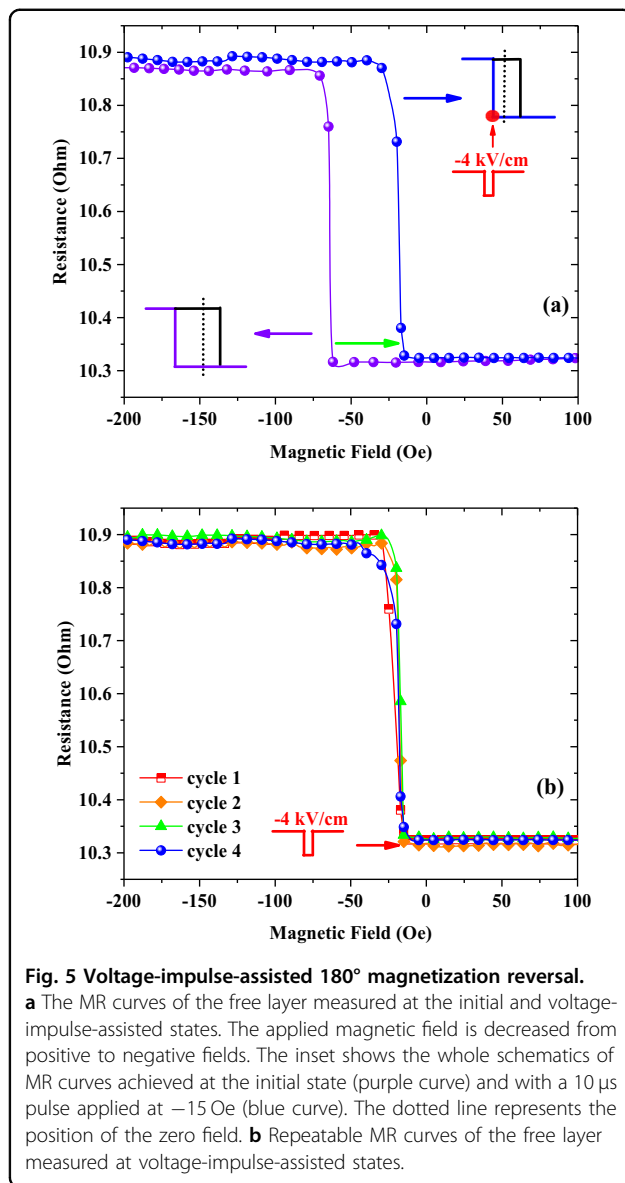 10.9
10.8
10.7
10.6
10.5
10.4
10.3
Resistance (Ohm)
-4 kV/cm
(a)
-200 -150 -100 -50 0 50 100
Magnetic Field (Oe)
10.9
10.8
10.7
10.6
10.5
10.4
10.3
Resistance (Ohm)
cycle 1
cycle 2
cycle 3
cycle 4
-4 kV/cm
(b)
-200 -150 -100 -50 0 50 100
Magnetic Field (Oe)
Fig. 5 Voltage-impulse-assisted 180° magnetization reversal.
a The MR curves of the free layer measured at the initial and voltage-
impulse-assisted states. The applied magnetic field is decreased from
positive to negative fields. The inset shows the whole schematics of
MR curves achieved at the initial state (purple curve) and with a 10 μs
pulse applied at −15 Oe (blue curve). The dotted line represents the
position of the zero field. b Repeatable MR curves of the free layer
measured at voltage-impulse-assisted states.